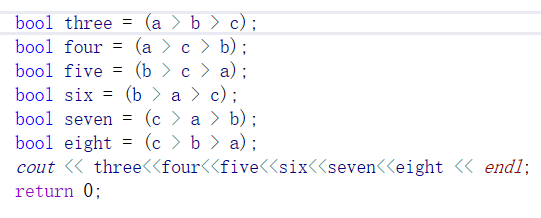 bool three = (a > b > c);
bool four = (a > c > b);
bool five = (b > c > a);
bool six = (b > a > c);
bool seven = (c > a > b);
bool eight = (c > b > a);
cout << three<<four<<five<<six<<seven<<eight << endl;
return 0;